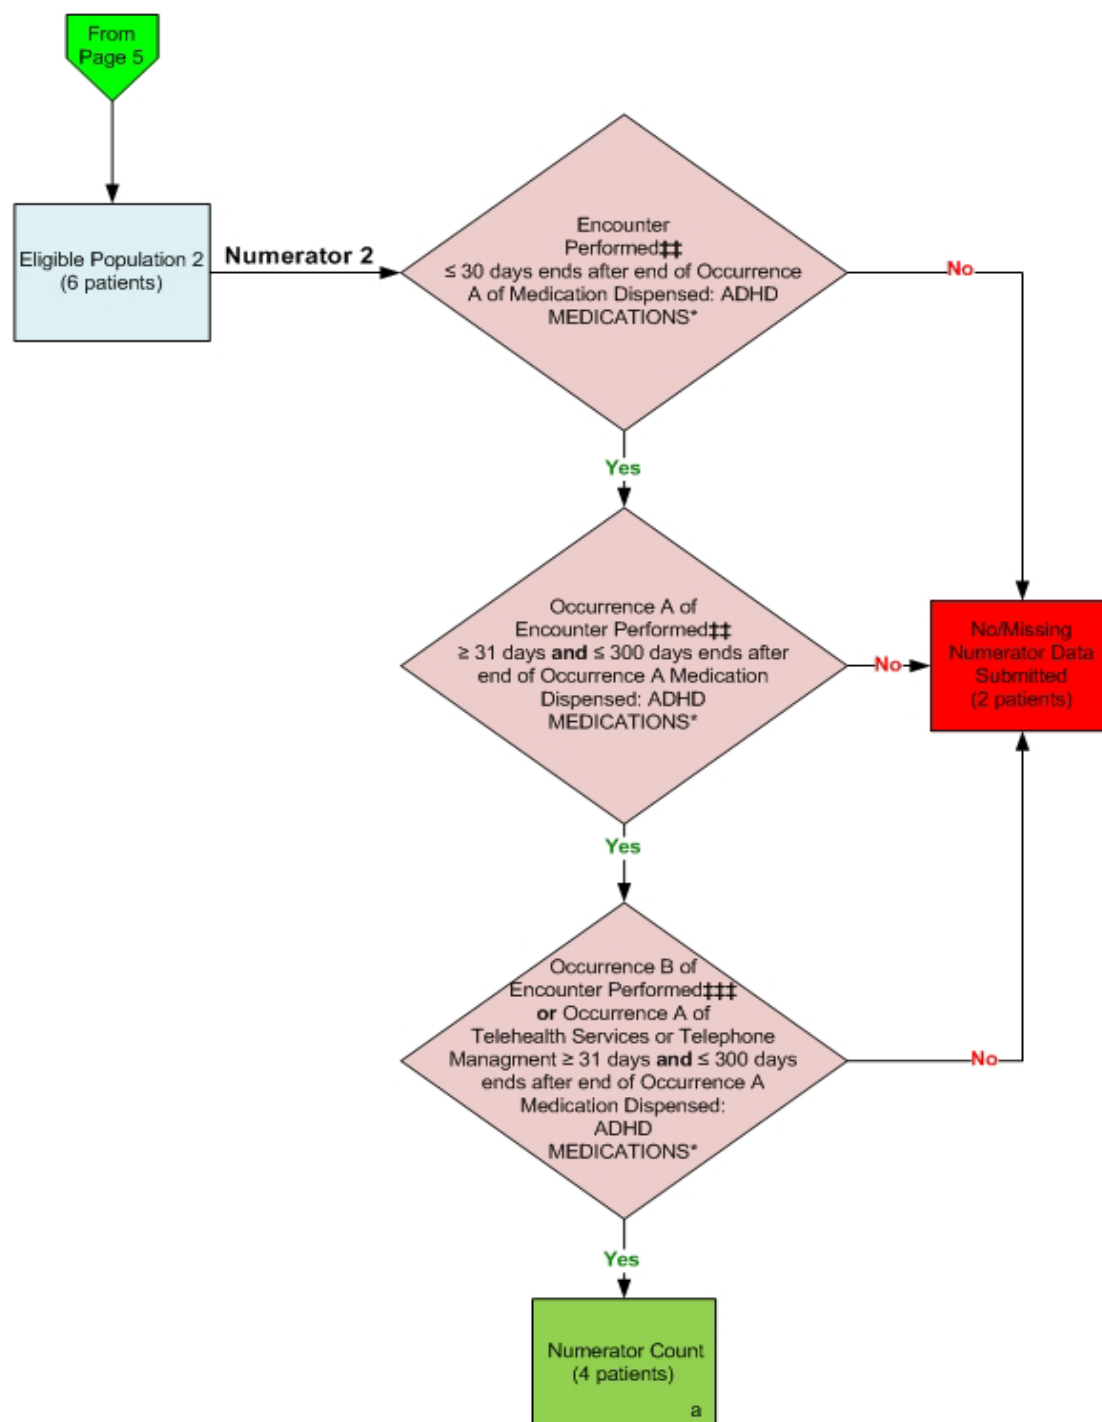 From
Page 5
Eligible Population 2
(6 patients)
Numerator 2
Encounter
Performed‡‡
≤ 30 days ends after end of Occurrence
A of Medication Dispensed: ADHD
MEDICATIONS*
No
Yes
Occurrence A of
Encounter Performed‡‡
≥ 31 days and ≤ 300 days ends after
end of Occurrence A Medication
Dispensed: ADHD
MEDICATIONS*
No
No/Missing
Numerator Data
Submitted
(2 patients)
Yes
Occurrence B of
Encounter Performed‡‡‡
or Occurrence A of
Telehealth Services or Telephone
Managment ≥ 31 days and ≤ 300 days
ends after end of Occurrence A
Medication Dispensed:
ADHD
MEDICATIONS*
No
Yes
Numerator Count
(4 patients)
a